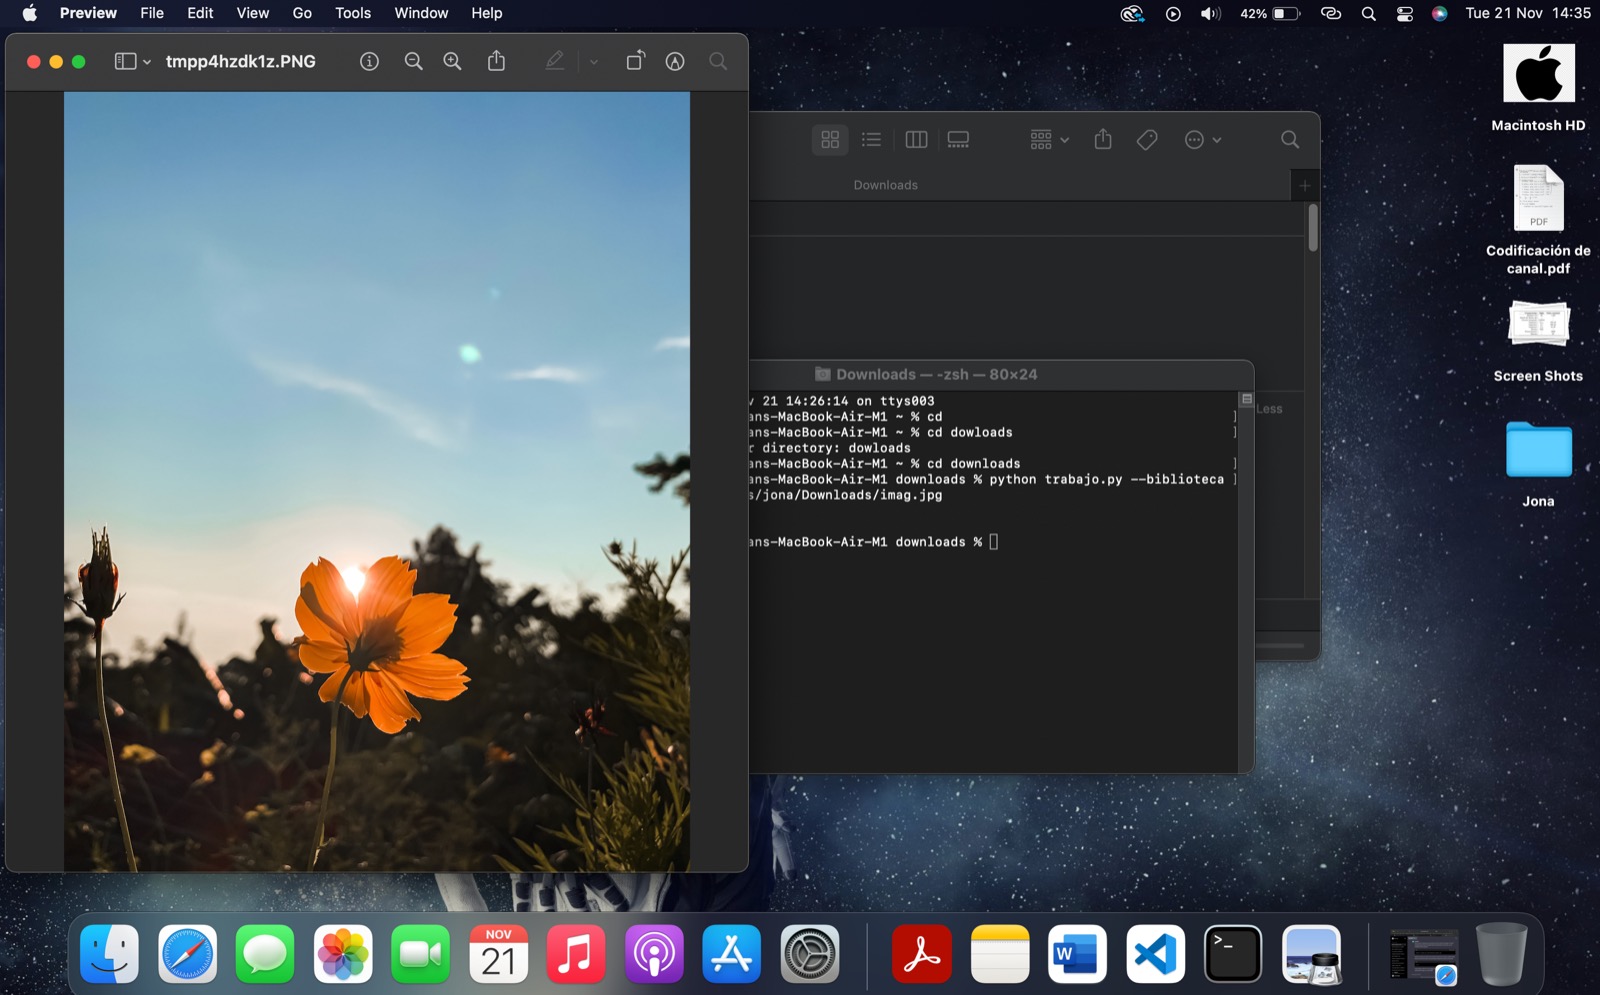 Preview File Edit View Go Tools Window Help 42% Tue 21 Nov 14:35
tmpp4hzdk1z.PNG
Downloads
Downloads — -zsh — 80×24
21 14:26:14 on ttys003
ans-MacBook-Air-M1 ~ % cd ]
ans-MacBook-Air-M1 ~ % cd dowloads ]
r directory: dowloads
ans-MacBook-Air-M1 ~ % cd downloads ]
ans-MacBook-Air-M1 downloads % python trabajo.py --biblioteca ]
s/jona/Downloads/imag.jpg
ans-MacBook-Air-M1 downloads %
Less
Macintosh HD
PDF
Codificación de
canal.pdf
Screen Shots
Jona
NOV
21
W
>_